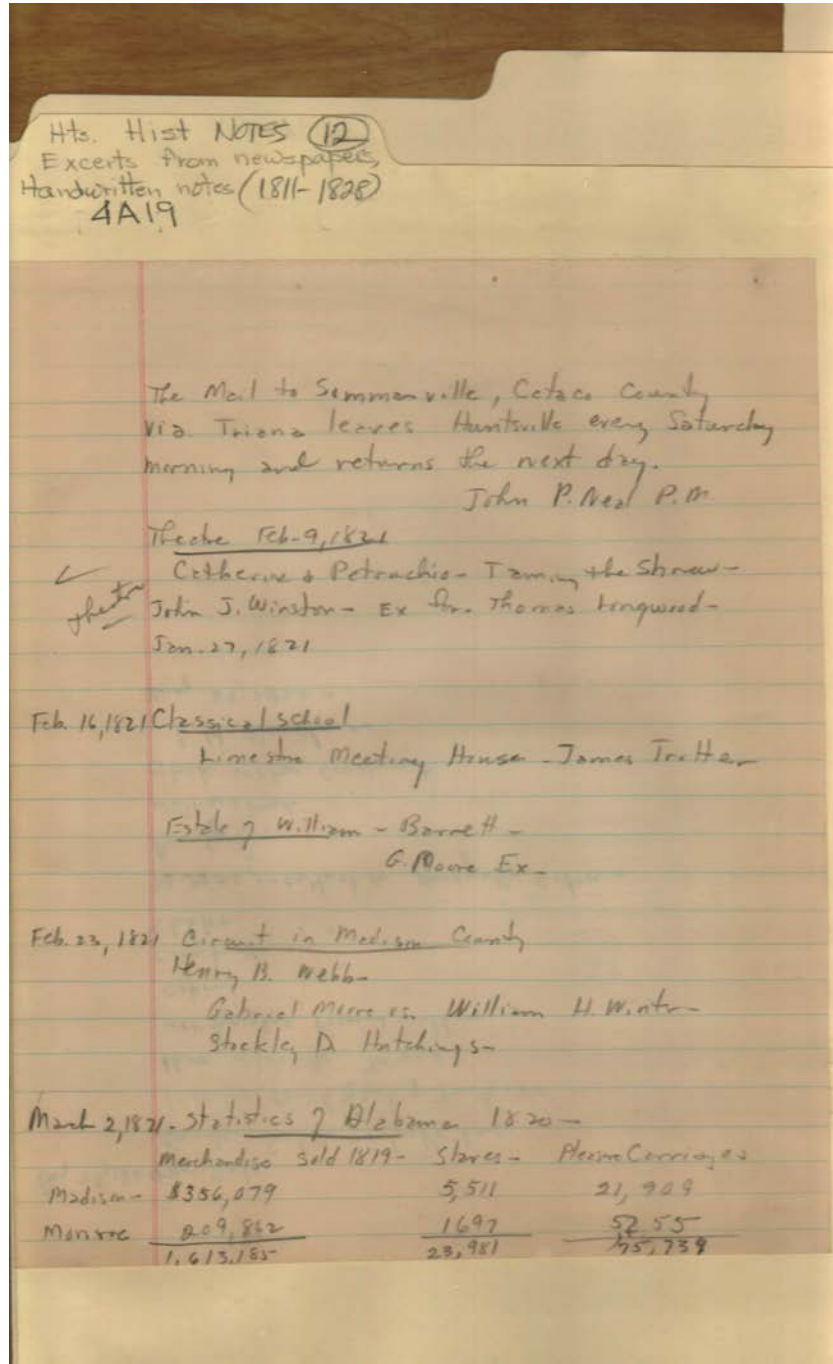 Hts. Hist NOTES (12)
Excerts from newspapers,
Handwritten notes (1811-1828)
4A19
The Mail to Sommerville, Cotaco County
via Triana leaves Huntsville every Saturday
morning and returns the next day.
John P. Neal P.M
Theatre Feb-9, 1821
Catherine & Petruchio - Taming the Shrew -
theatre
John J. Winston - Ex for Thomas -
Jan. 27, 1821
Feb. 16, 1821 Classical School
Limestone Meeting House - James Trotter
Estate of William - Barnett -
G. Moore Ex -
Feb. 23, 1821 Circuit in Madison County
Henry B. Webb -
Gabriel Moore vs. William H. Winter -
Stockley D. Hutchings -
March 2, 1821 - Statistics of Alabama 1820 -
Merchandise sold 1819 - Slaves - Carriages
Madison - $356,079 5,511 21,909
Monroe 209,862 1697 5255
1,613,185 23,981 75,739